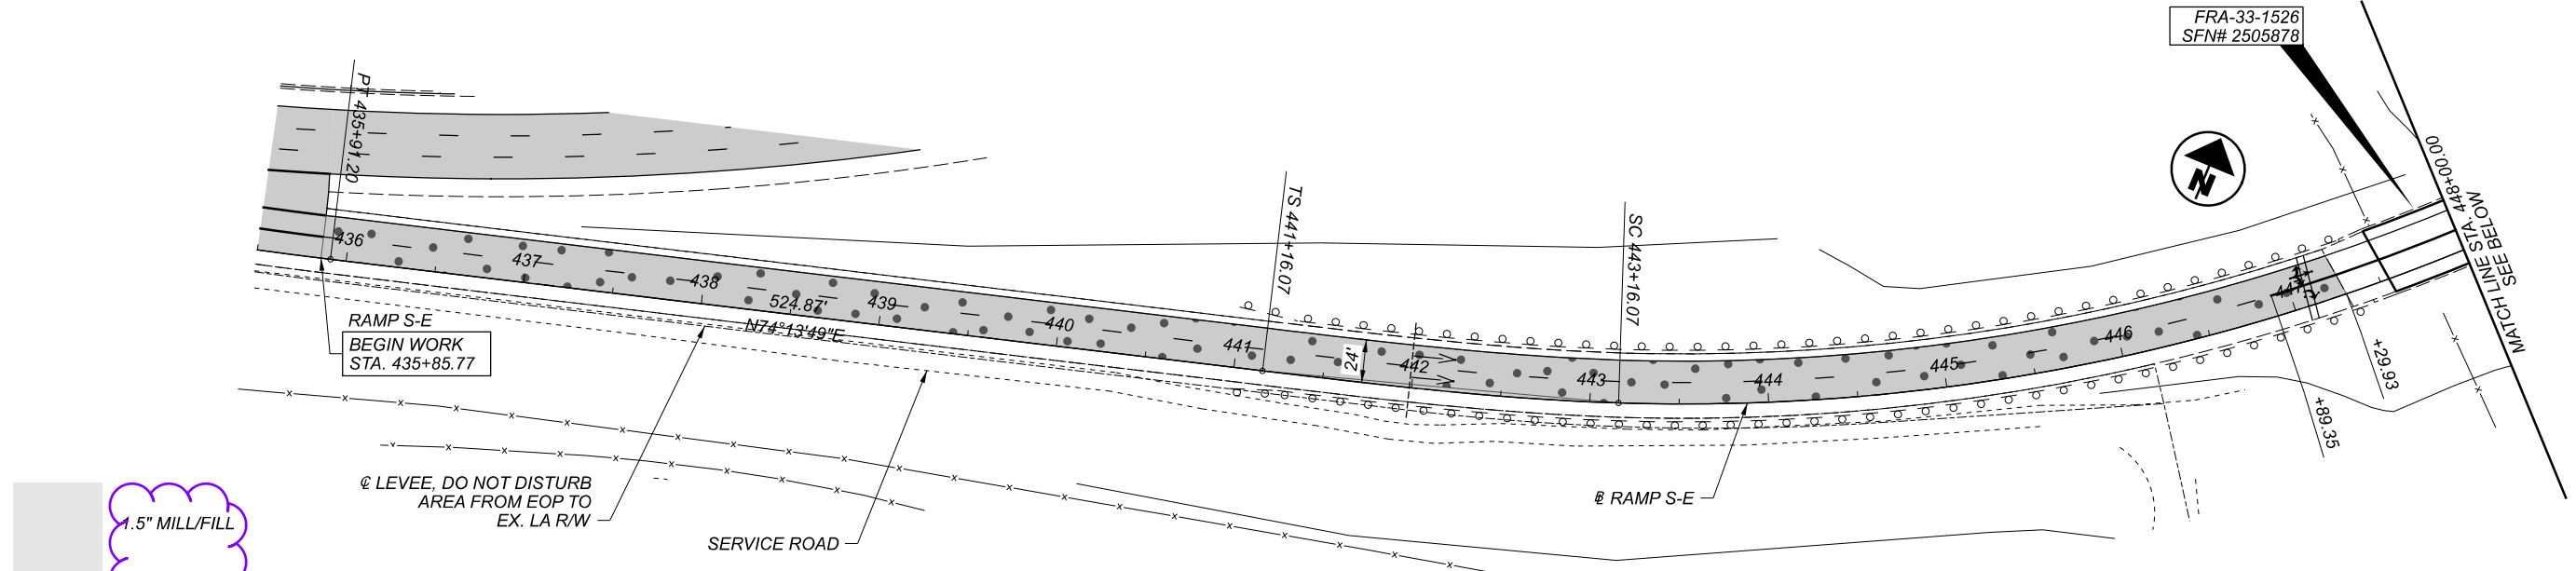 FRA-33-1526
SFN# 2505878
PT 435+91.20
TS 441+16.07
SC 443+16.07
N
MATCH LINE STA. 448+00.00
SEE BELOW
436
437
438
439
440
441
442
443
444
445
446
524.87'
N74°13'49"E
24'
RAMP S-E
BEGIN WORK
STA. 435+85.77
+29.93
+89.35
℄ LEVEE, DO NOT DISTURB
AREA FROM EOP TO
EX. LA R/W
RAMP S-E
SERVICE ROAD
1.5" MILL/FILL